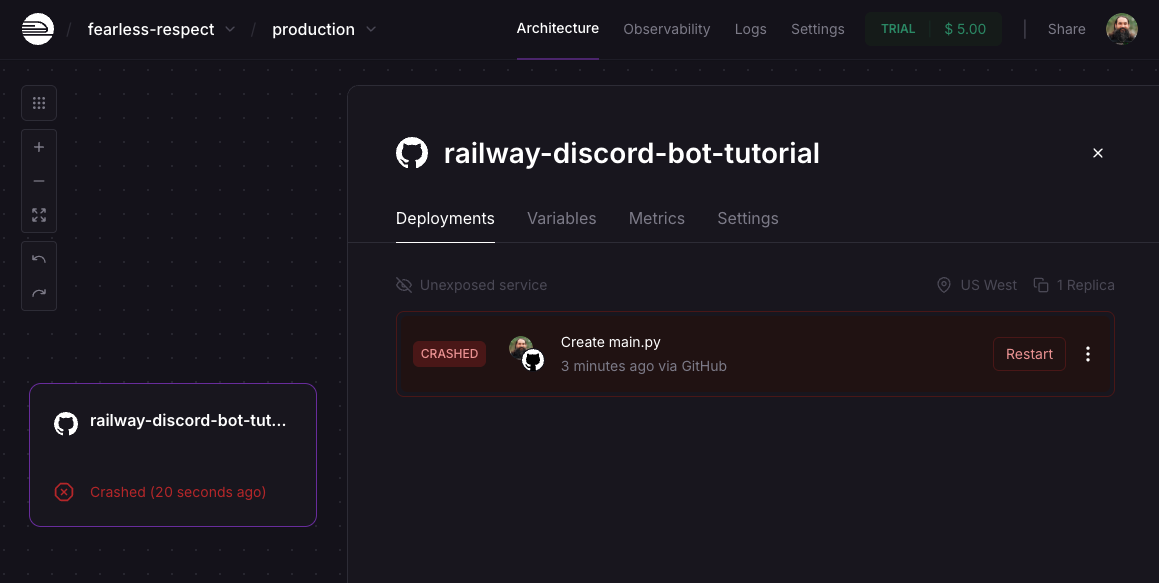 / fearless-respect / production
Architecture Observability Logs Settings TRIAL $ 5.00 Share
railway-discord-bot-tutorial
Deployments Variables Metrics Settings
Unexposed service US West 1 Replica
CRASHED Create main.py Restart
3 minutes ago via GitHub
railway-discord-bot-tut...
Crashed (20 seconds ago)